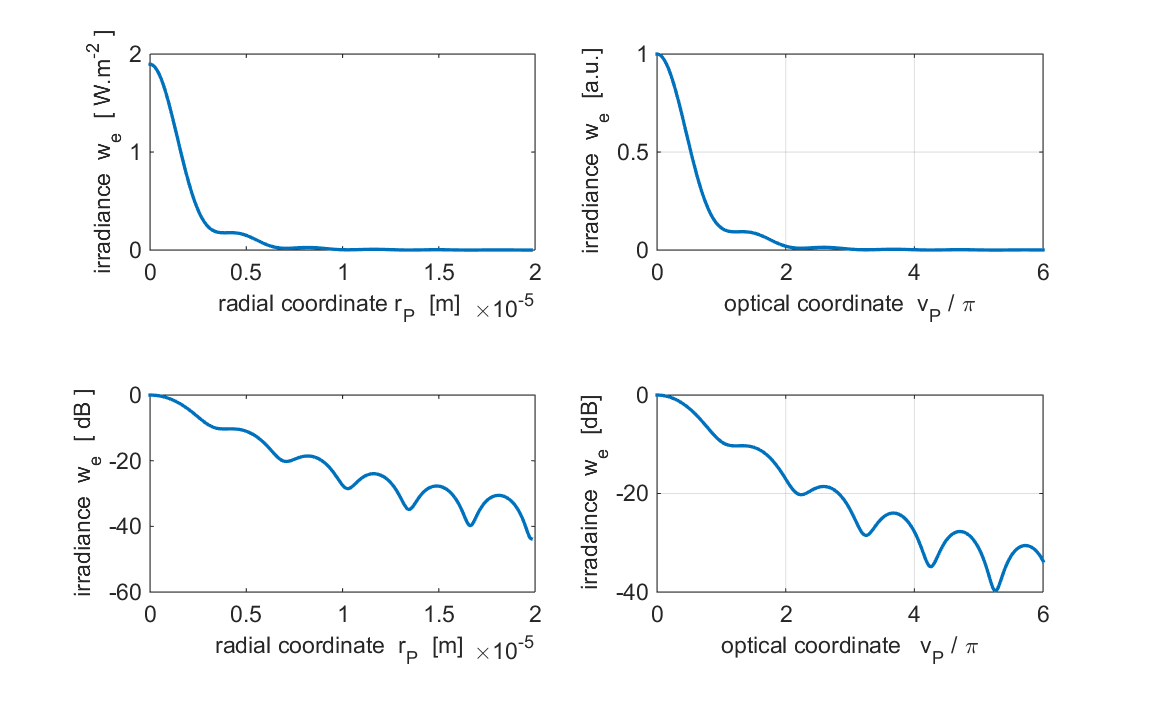 irradiance w_e [ W.m^-2 ]
2
1
0
0 0.5 1 1.5 2
radial coordinate r_P [m] ×10^-5
irradiance w_e [a.u.]
1
0.5
0
0 2 4 6
optical coordinate v_P / π
irradiance w_e [ dB ]
0
-20
-40
-60
0 0.5 1 1.5 2
radial coordinate r_P [m] ×10^-5
irradaince w_e [dB]
0
-20
-40
0 2 4 6
optical coordinate v_P / π